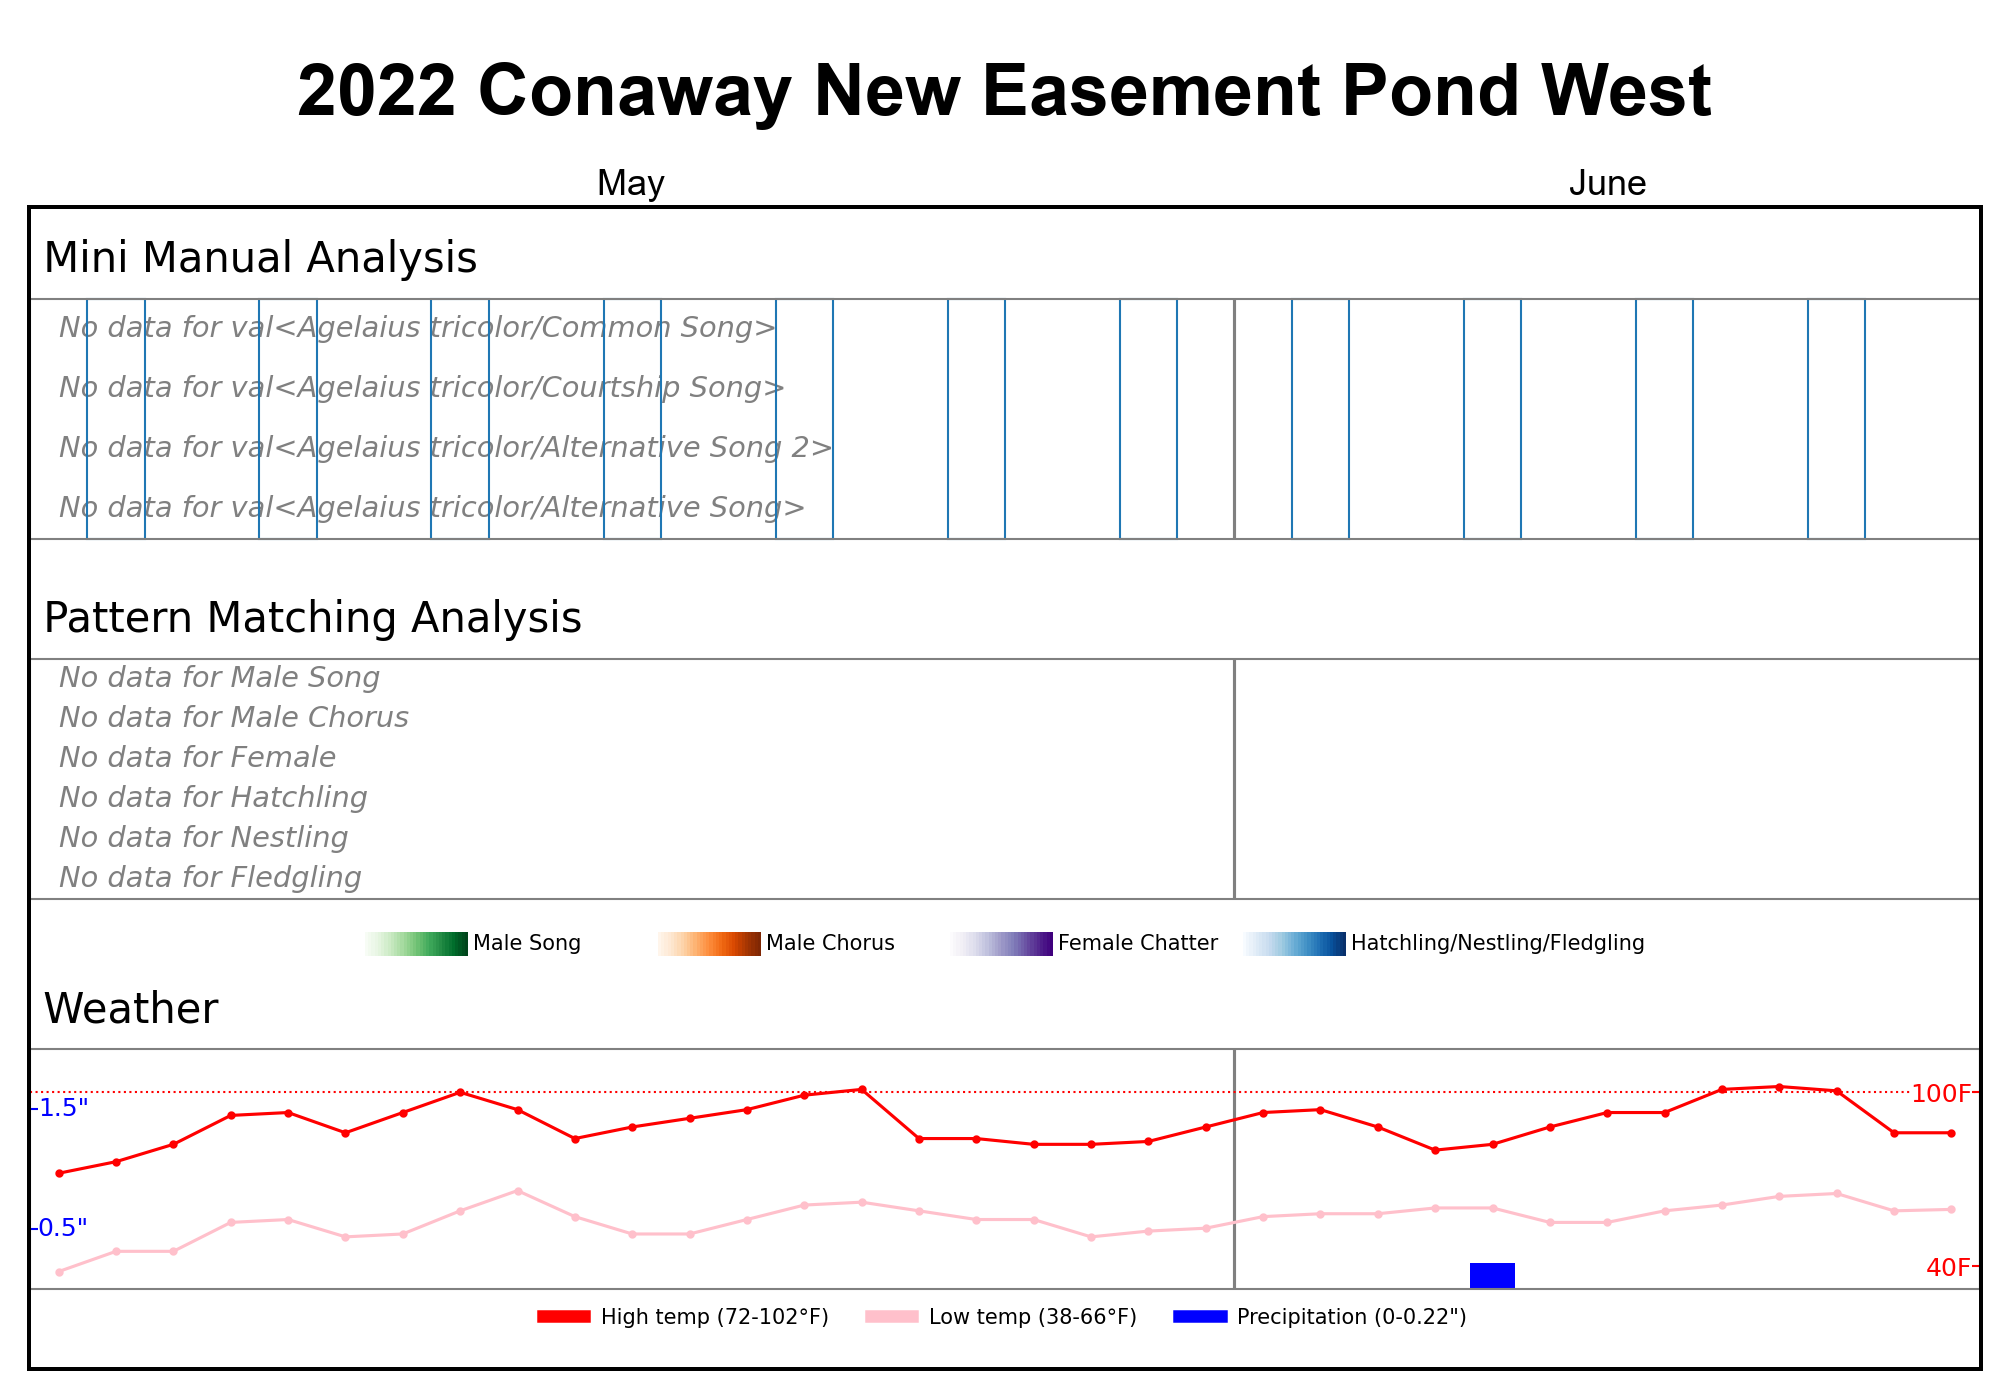 2022 Conaway New Easement Pond West
May June
Mini Manual Analysis
No data for val<Agelaius tricolor/Common Song>
No data for val<Agelaius tricolor/Courtship Song>
No data for val<Agelaius tricolor/Alternative Song 2>
No data for val<Agelaius tricolor/Alternative Song>
Pattern Matching Analysis
No data for Male Song
No data for Male Chorus
No data for Female
No data for Hatchling
No data for Nestling
No data for Fledgling
Male Song Male Chorus Female Chatter Hatchling/Nestling/Fledgling
Weather
100F
1.5"
0.5"
40F
High temp (72-102°F) Low temp (38-66°F) Precipitation (0-0.22")